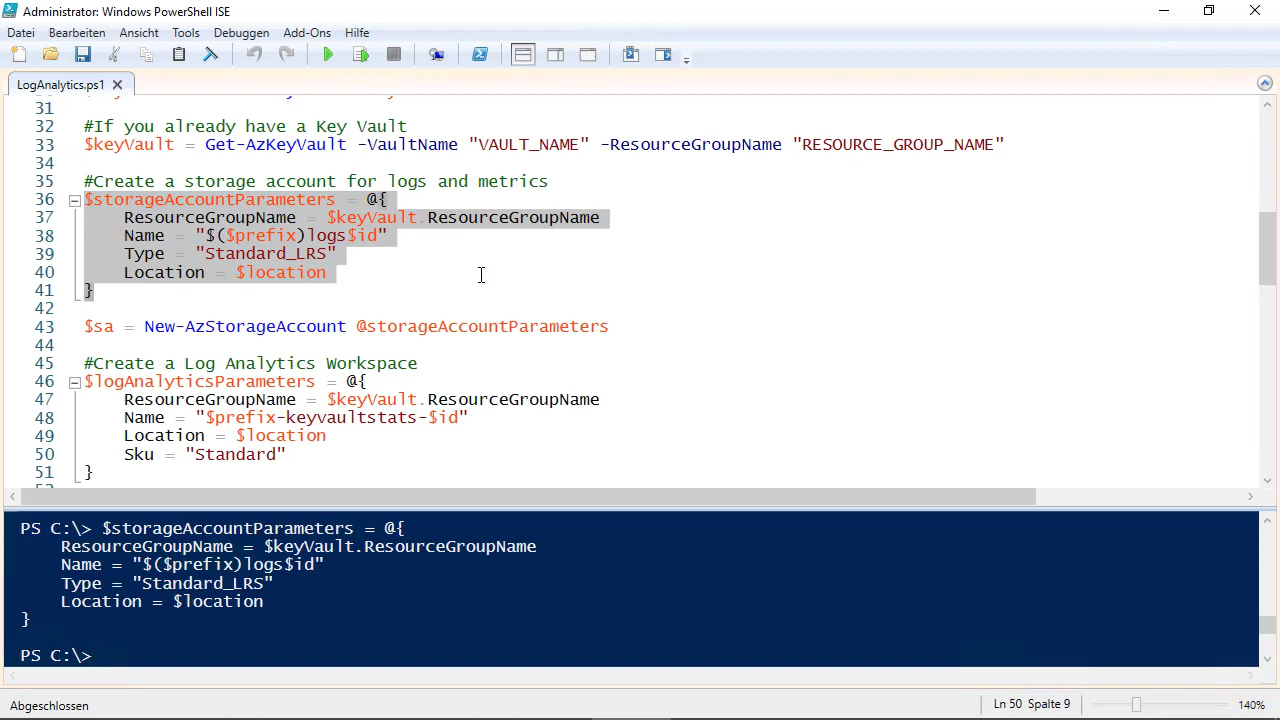 Administrator: Windows PowerShell ISE
Datei Bearbeiten Ansicht Tools Debuggen Add-Ons Hilfe
LogAnalytics.ps1
31
32 #If you already have a Key Vault
33 $keyVault = Get-AzKeyVault -VaultName "VAULT_NAME" -ResourceGroupName "RESOURCE_GROUP_NAME"
34
35 #Create a storage account for logs and metrics
36 $storageAccountParameters = @{
37 ResourceGroupName = $keyVault.ResourceGroupName
38 Name = "$($prefix)logs$id"
39 Type = "Standard_LRS"
40 Location = $location
41 }
42
43 $sa = New-AzStorageAccount @storageAccountParameters
44
45 #Create a Log Analytics Workspace
46 $logAnalyticsParameters = @{
47 ResourceGroupName = $keyVault.ResourceGroupName
48 Name = "$prefix-keyvaultstats-$id"
49 Location = $location
50 Sku = "Standard"
51 }
PS C:\> $storageAccountParameters = @{
ResourceGroupName = $keyVault.ResourceGroupName
Name = "$($prefix)logs$id"
Type = "Standard_LRS"
Location = $location
}
PS C:\>
Abgeschlossen Ln 50 Spalte 9 140%